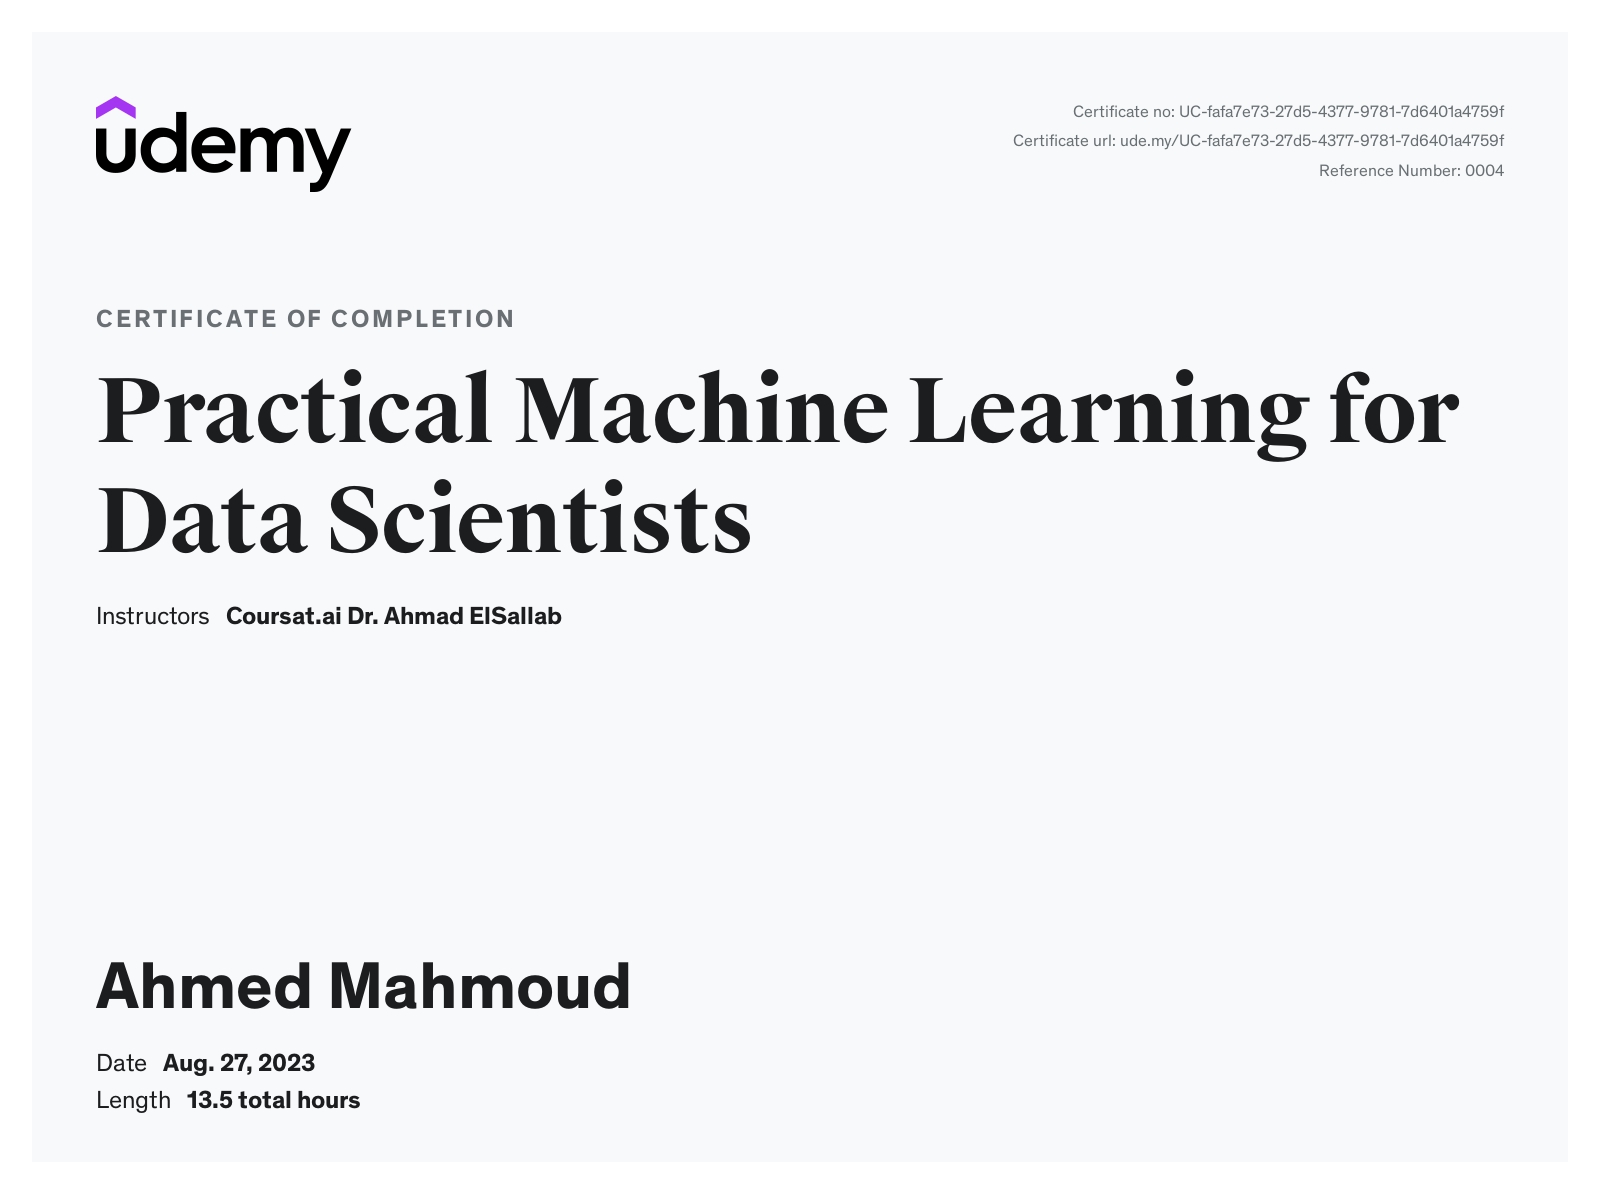 udemy
Certificate no: UC-fafa7e73-27d5-4377-9781-7d6401a4759f
Certificate url: ude.my/UC-fafa7e73-27d5-4377-9781-7d6401a4759f
Reference Number: 0004
CERTIFICATE OF COMPLETION
Practical Machine Learning for
Data Scientists
Instructors Coursat.ai Dr. Ahmad ElSallab
Ahmed Mahmoud
Date Aug. 27, 2023
Length 13.5 total hours